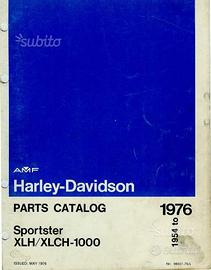 subito
AMF
Harley-Davidson
PARTS CATALOG
1954 to 1976
Sportster
XLH/XLCH-1000
ISSUED: MAY 1976